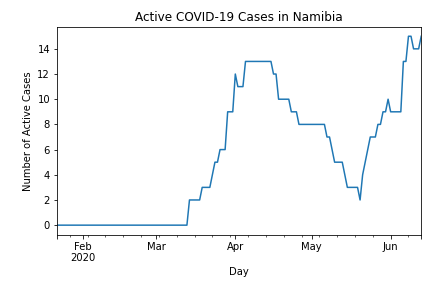 Active COVID-19 Cases in Namibia
Number of Active Cases
14
12
10
8
6
4
2
0
Feb
2020
Mar
Apr
May
Jun
Day